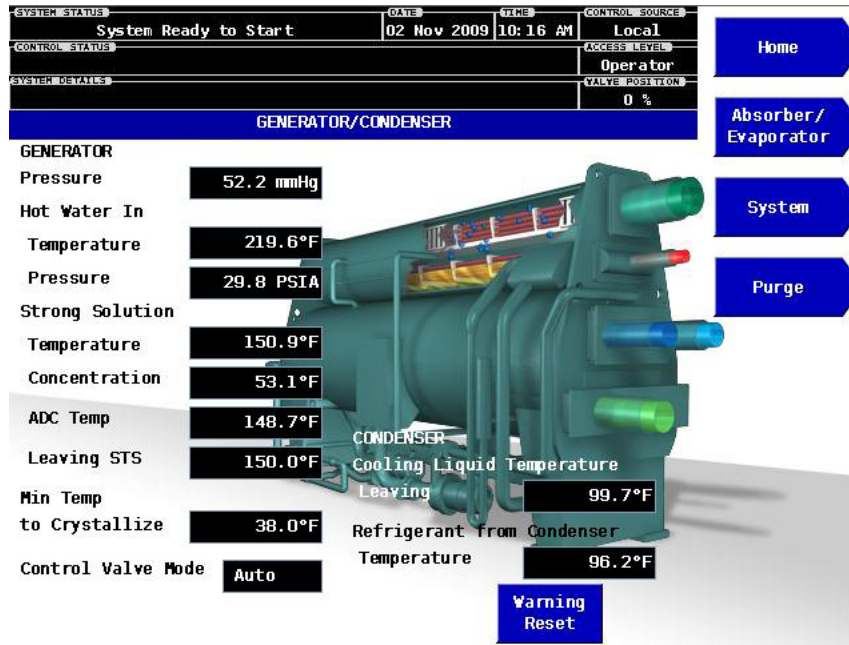 SYSTEM STATUS
System Ready to Start
DATE
02 Nov 2009
TIME
10:16 AM
CONTROL SOURCE
Local
CONTROL STATUS
ACCESS LEVEL
Operator
SYSTEM DETAILS
VALVE POSITION
0 %
Home
Absorber/
Evaporator
System
Purge
GENERATOR/CONDENSER
GENERATOR
Pressure 52.2 mmHg
Hot Water In
Temperature 219.6°F
Pressure 29.8 PSIA
Strong Solution
Temperature 150.9°F
Concentration 53.1°F
ADC Temp 148.7°F
Leaving STS 150.0°F
Min Temp
to Crystallize 38.0°F
Control Valve Mode Auto
CONDENSER
Cooling Liquid Temperature
Leaving 99.7°F
Refrigerant from Condenser
Temperature 96.2°F
Warning
Reset